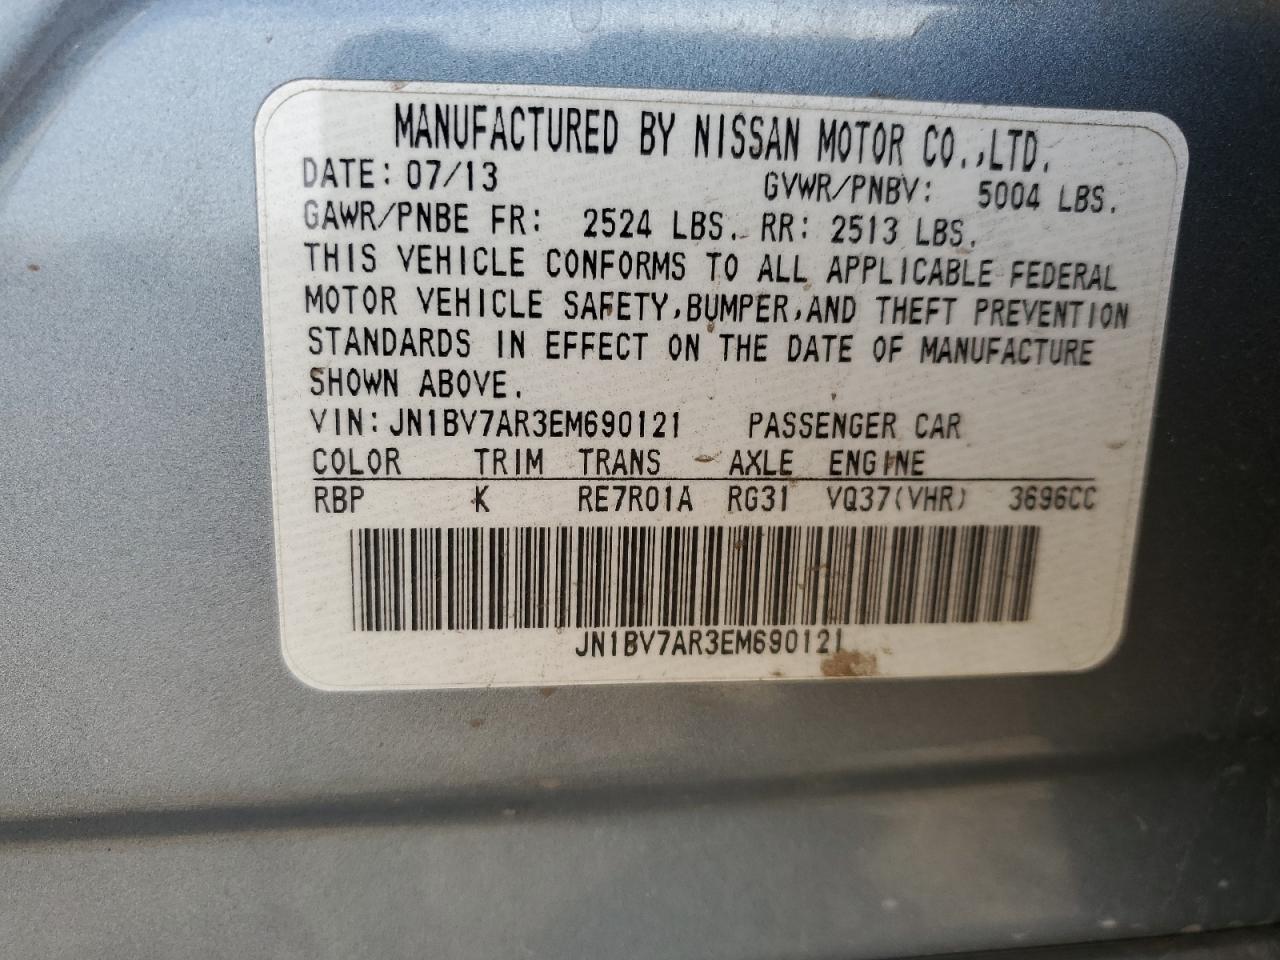 MANUFACTURED BY NISSAN MOTOR CO.,LTD.
DATE: 07/13 GVWR/PNBV: 5004 LBS.
GAWR/PNBE FR: 2524 LBS. RR: 2513 LBS.
THIS VEHICLE CONFORMS TO ALL APPLICABLE FEDERAL
MOTOR VEHICLE SAFETY,BUMPER,AND THEFT PREVENTION
STANDARDS IN EFFECT ON THE DATE OF MANUFACTURE
SHOWN ABOVE.
VIN:JN1BV7AR3EM690121 PASSENGER CAR
COLOR TRIM TRANS AXLE ENGINE
RBP K RE7R01A RG31 VQ37(VHR) 3696CC
JN1BV7AR3EM690121